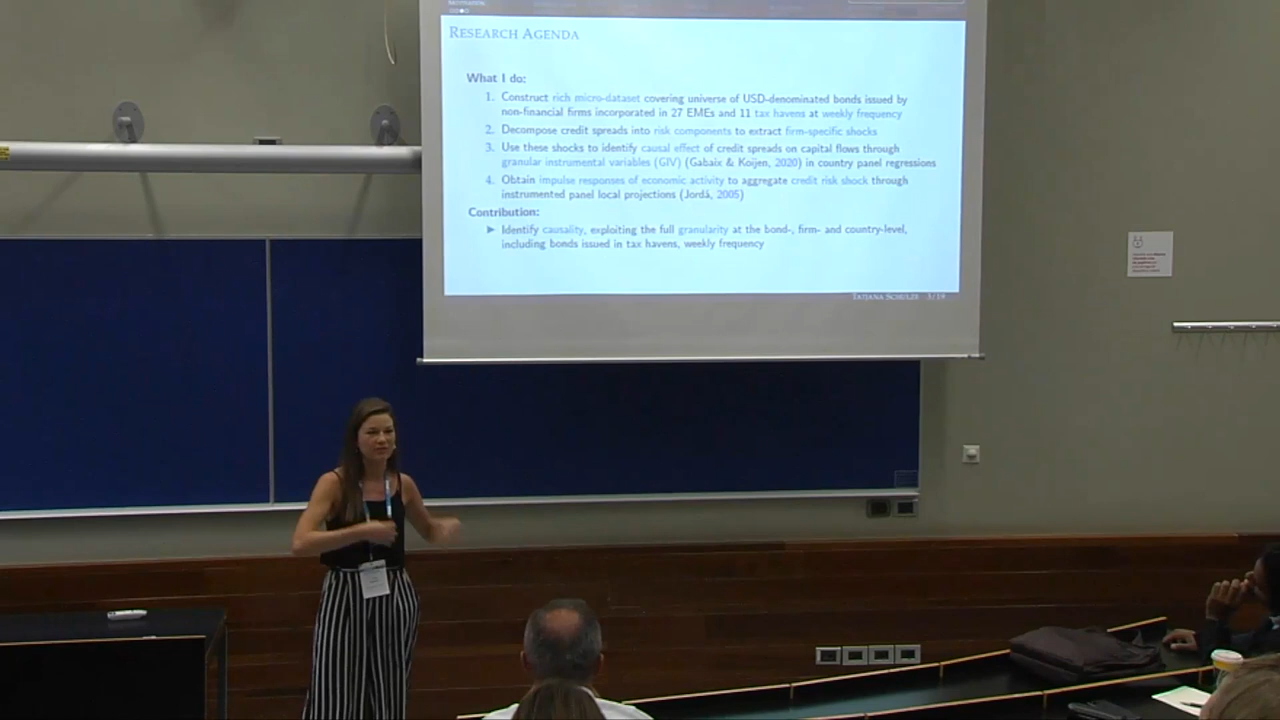 MOTIVATION
RESEARCH AGENDA
What I do:
1. Construct rich micro-dataset covering universe of USD-denominated bonds issued by
non-financial firms incorporated in 27 EMEs and 11 tax havens at weekly frequency
2. Decompose credit spreads into risk components to extract firm-specific shocks
3. Use these shocks to identify causal effect of credit spreads on capital flows through
granular instrumental variables (GIV) (Gabaix & Koijen, 2020) in country panel regressions
4. Obtain impulse responses of economic activity to aggregate credit risk shock through
instrumented panel local projections (Jordà, 2005)
Contribution:
▶ Identify causality, exploiting the full granularity at the bond-, firm- and country-level,
including bonds issued in tax havens, weekly frequency
TATJANA SCHULZE 3/19